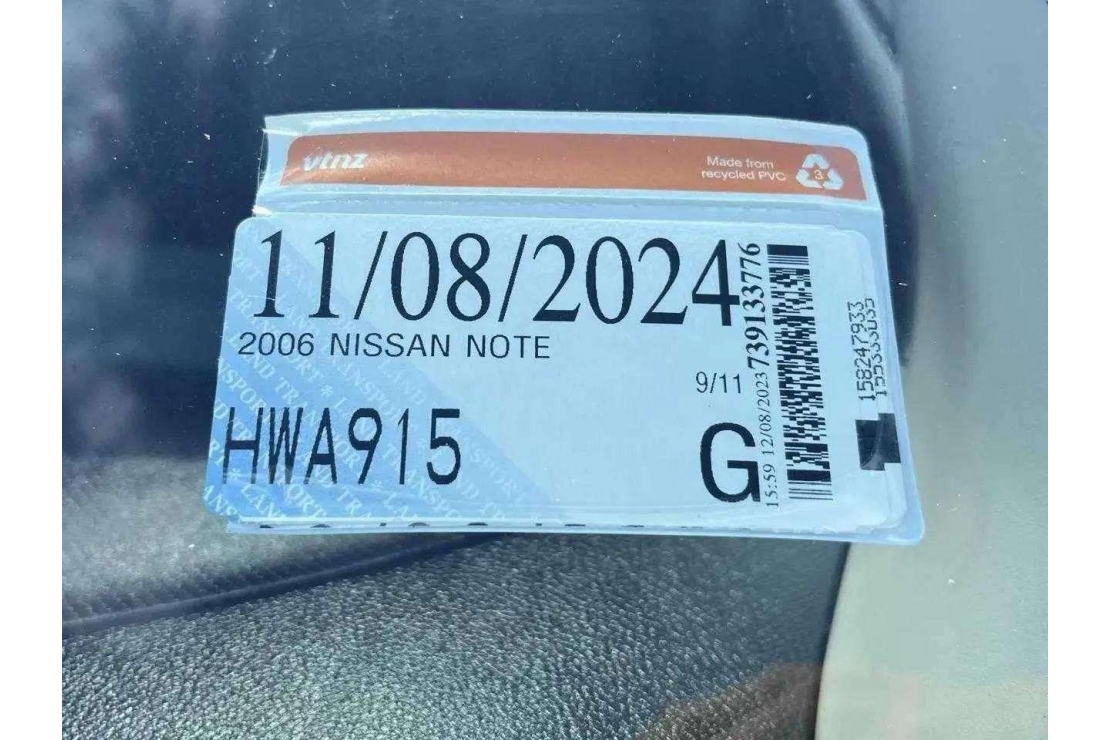 vtnz
Made from
recycled PVC
3
11/08/2024
2006 NISSAN NOTE
9/11
HWA915
G
15:59 12/08/2023 739133776
158247933